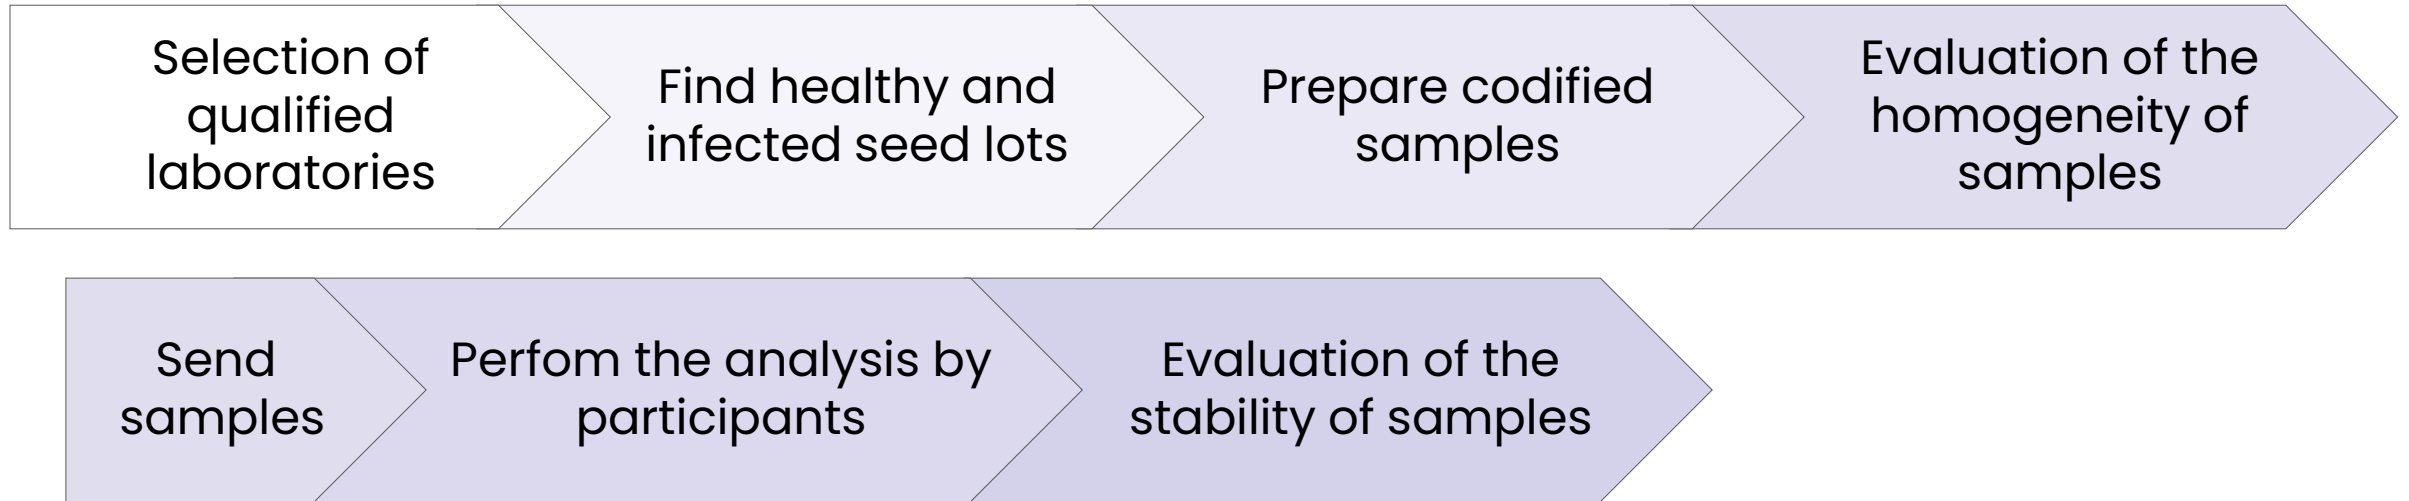 Selection of
qualified
laboratories
Find healthy and
infected seed lots
Prepare codified
samples
Evaluation of the
homogeneity of
samples
Send
samples
Perfom the analysis by
participants
Evaluation of the
stability of samples